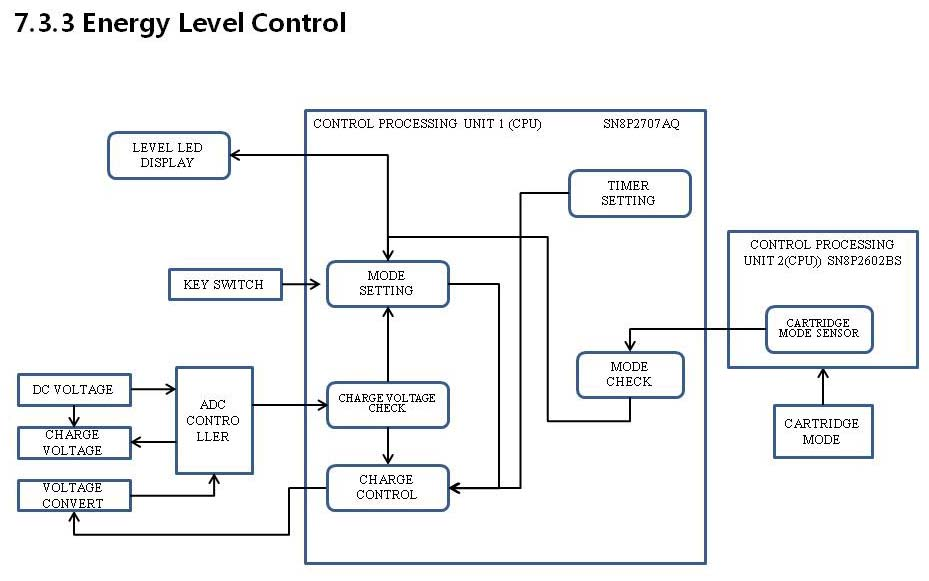 7.3.3 Energy Level Control
CONTROL PROCESSING UNIT 1 (CPU) SN8P2707AQ
LEVEL LED
DISPLAY
TIMER
SETTING
CONTROL PROCESSING
UNIT 2(CPU)) SN8P2602BS
KEY SWITCH
MODE
SETTING
CARTRIDGE
MODE SENSOR
MODE
CHECK
DC VOLTAGE
ADC
CONTRO
LLER
CHARGE VOLTAGE
CHECK
CHARGE
VOLTAGE
CARTRIDGE
MODE
VOLTAGE
CONVERT
CHARGE
CONTROL